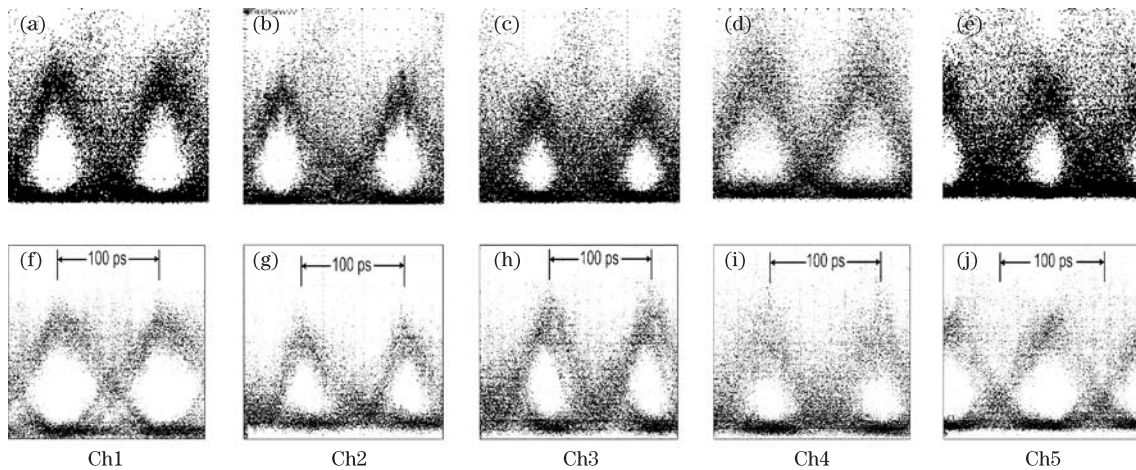 (a) (b) (c) (d) (e)
(f) (g) (h) (i) (j)
100 ps 100 ps 100 ps 100 ps 100 ps
Ch1 Ch2 Ch3 Ch4 Ch5